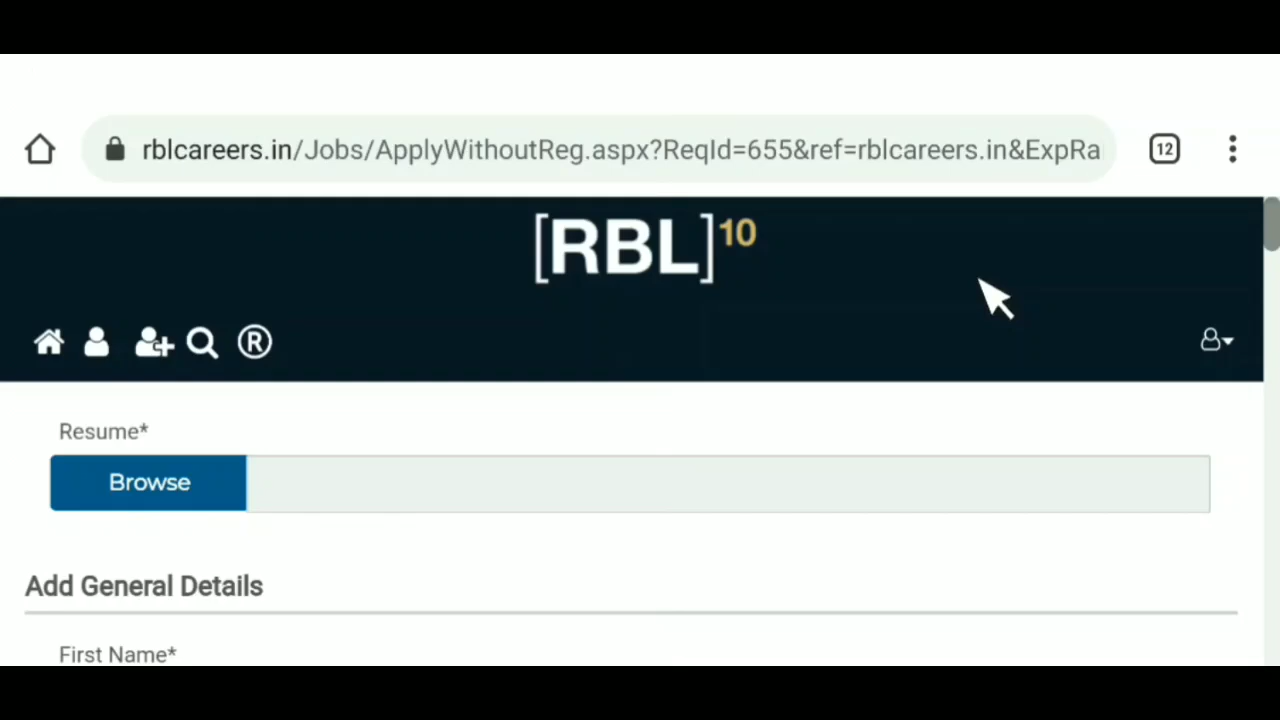 rblcareers.in/Jobs/ApplyWithoutReg.aspx?ReqId=655&ref=rblcareers.in&ExpRa
12
[RBL]10
R
Resume*
Browse
Add General Details
First Name*